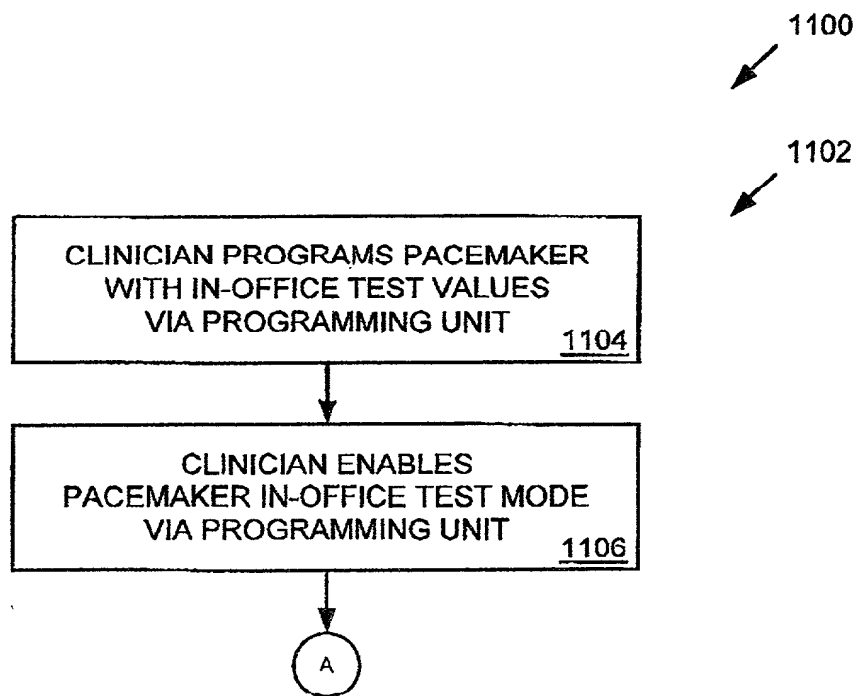 1100
1102
CLINICIAN PROGRAMS PACEMAKER
WITH IN-OFFICE TEST VALUES
VIA PROGRAMMING UNIT
1104
CLINICIAN ENABLES
PACEMAKER IN-OFFICE TEST MODE
VIA PROGRAMMING UNIT
1106
A